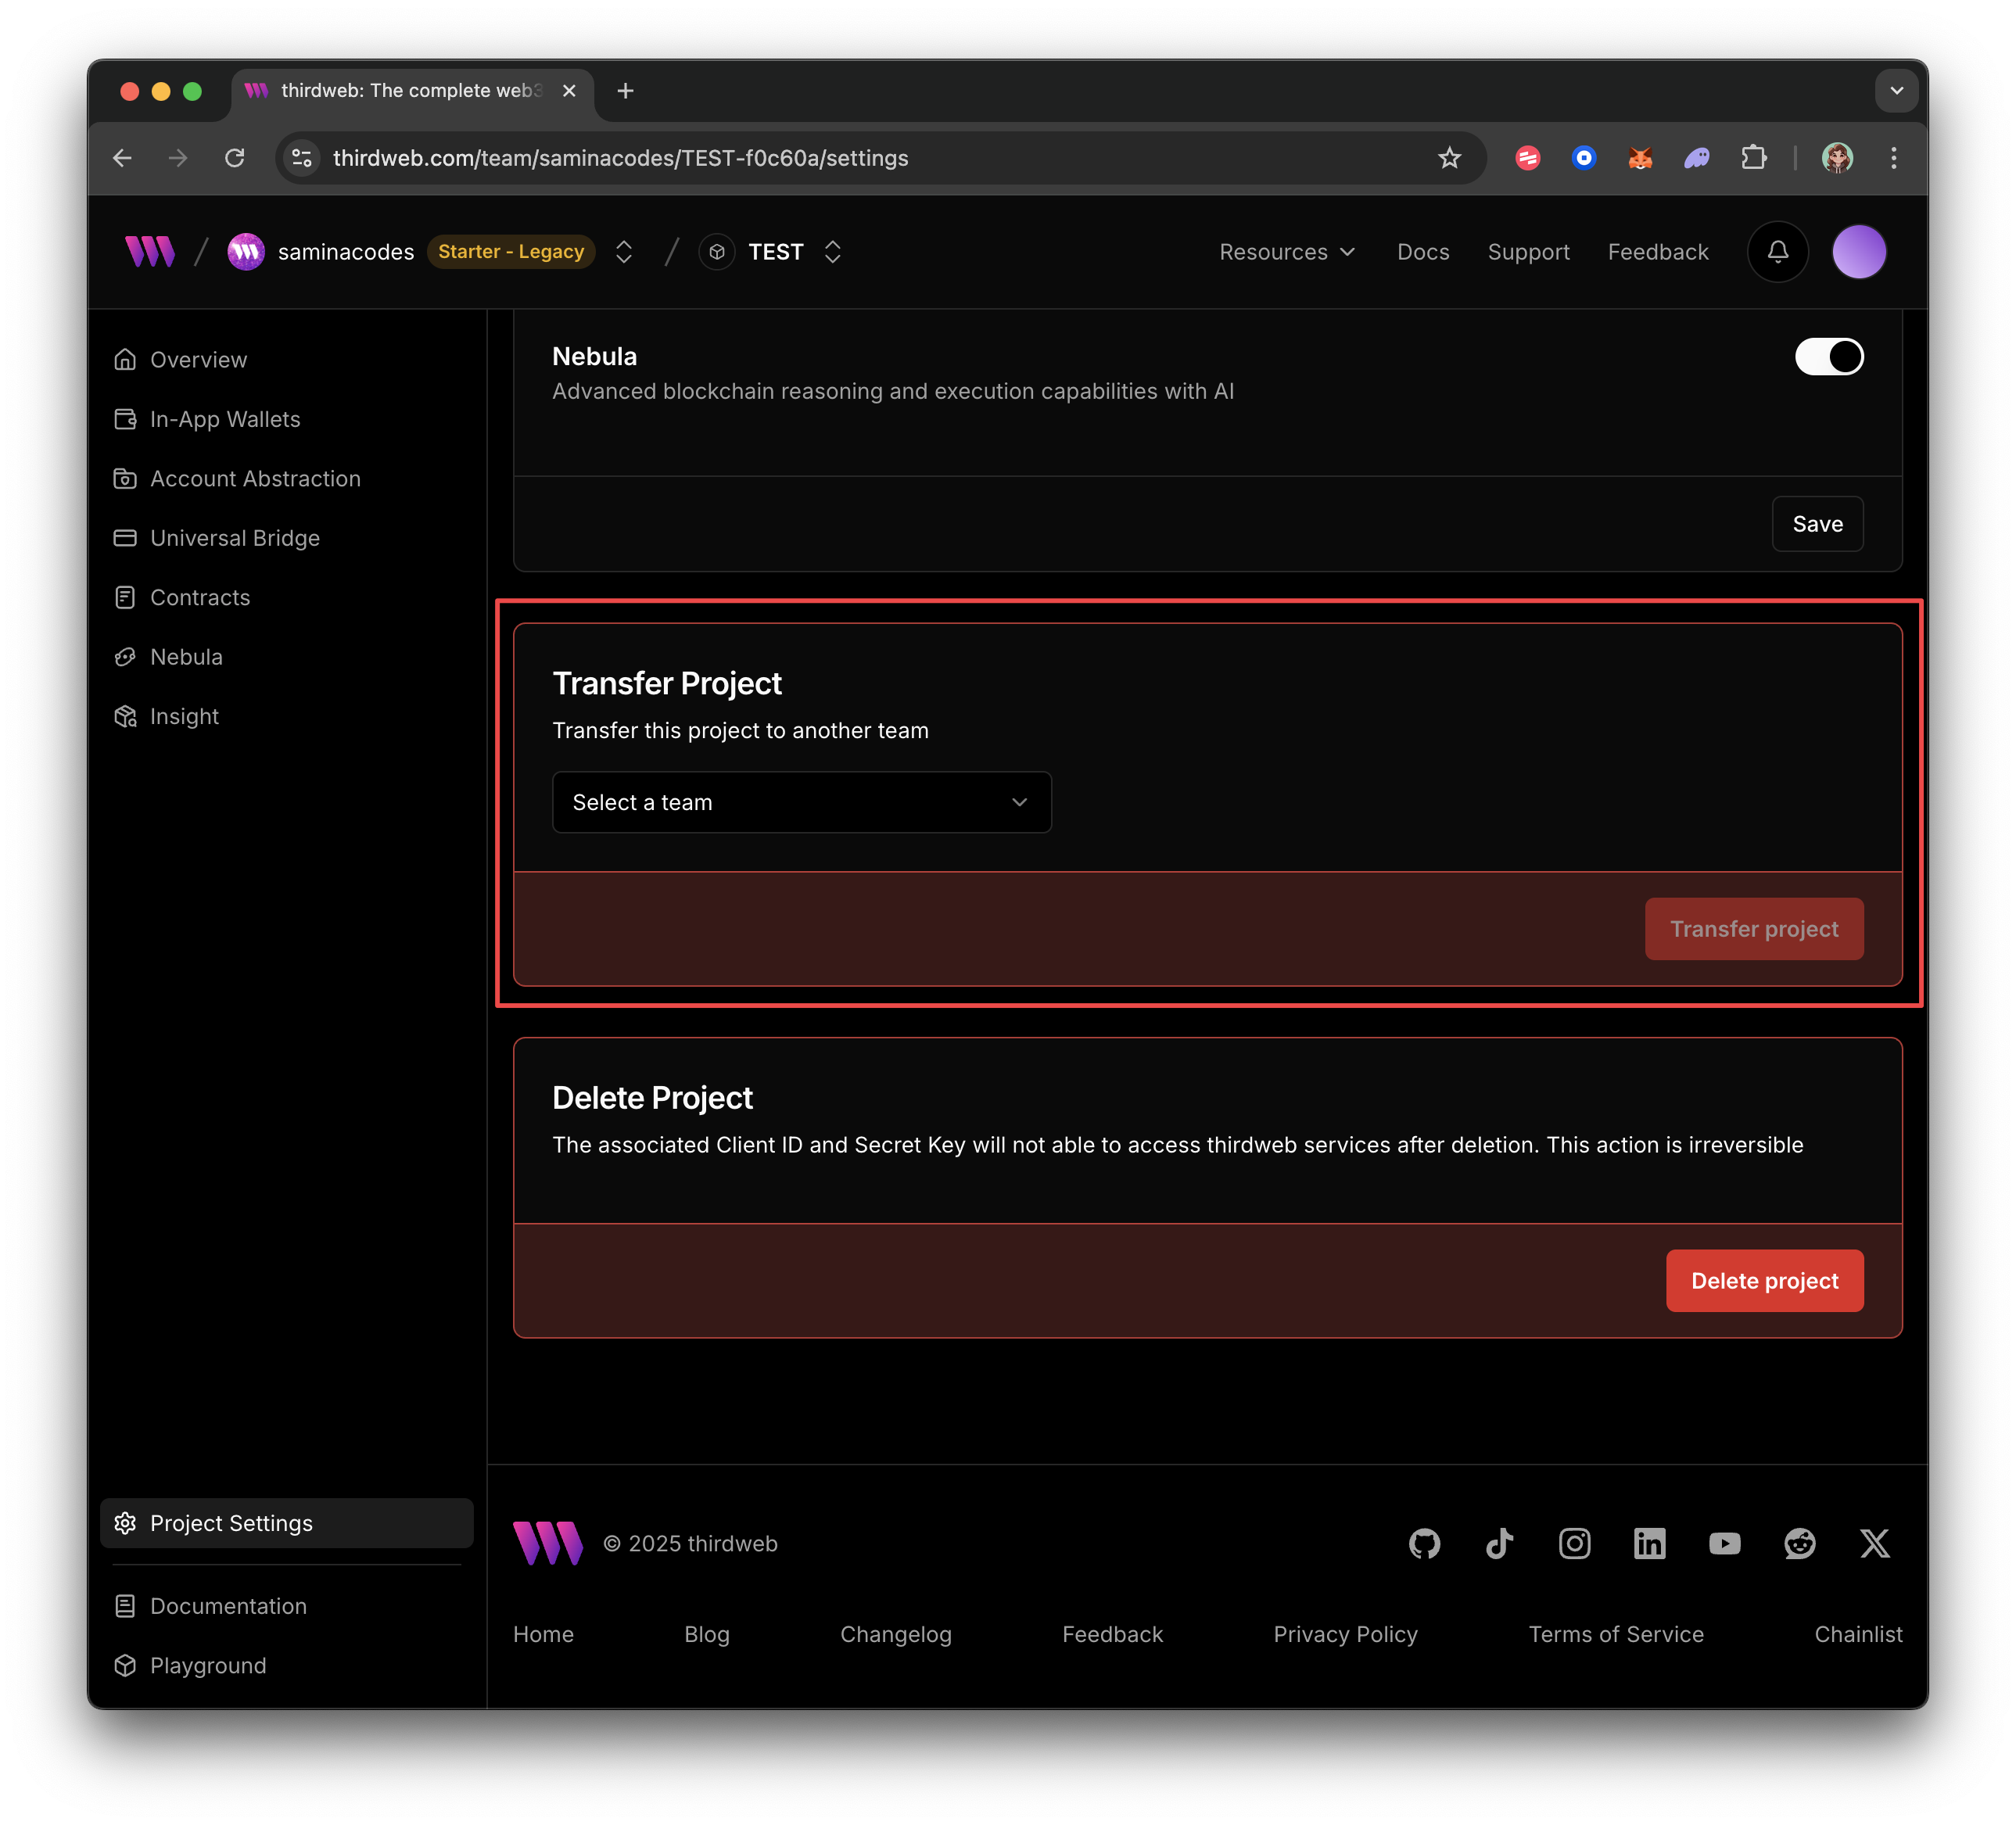 thirdweb: The complete web3
thirdweb.com/team/saminacodes/TEST-f0c60a/settings
saminacodes Starter - Legacy TEST Resources Docs Support Feedback
Overview
In-App Wallets
Account Abstraction
Universal Bridge
Contracts
Nebula
Insight
Project Settings
Documentation
Playground
Nebula
Advanced blockchain reasoning and execution capabilities with AI
Save
Transfer Project
Transfer this project to another team
Select a team
Transfer project
Delete Project
The associated Client ID and Secret Key will not able to access thirdweb services after deletion. This action is irreversible
Delete project
© 2025 thirdweb
Home Blog Changelog Feedback Privacy Policy Terms of Service Chainlist